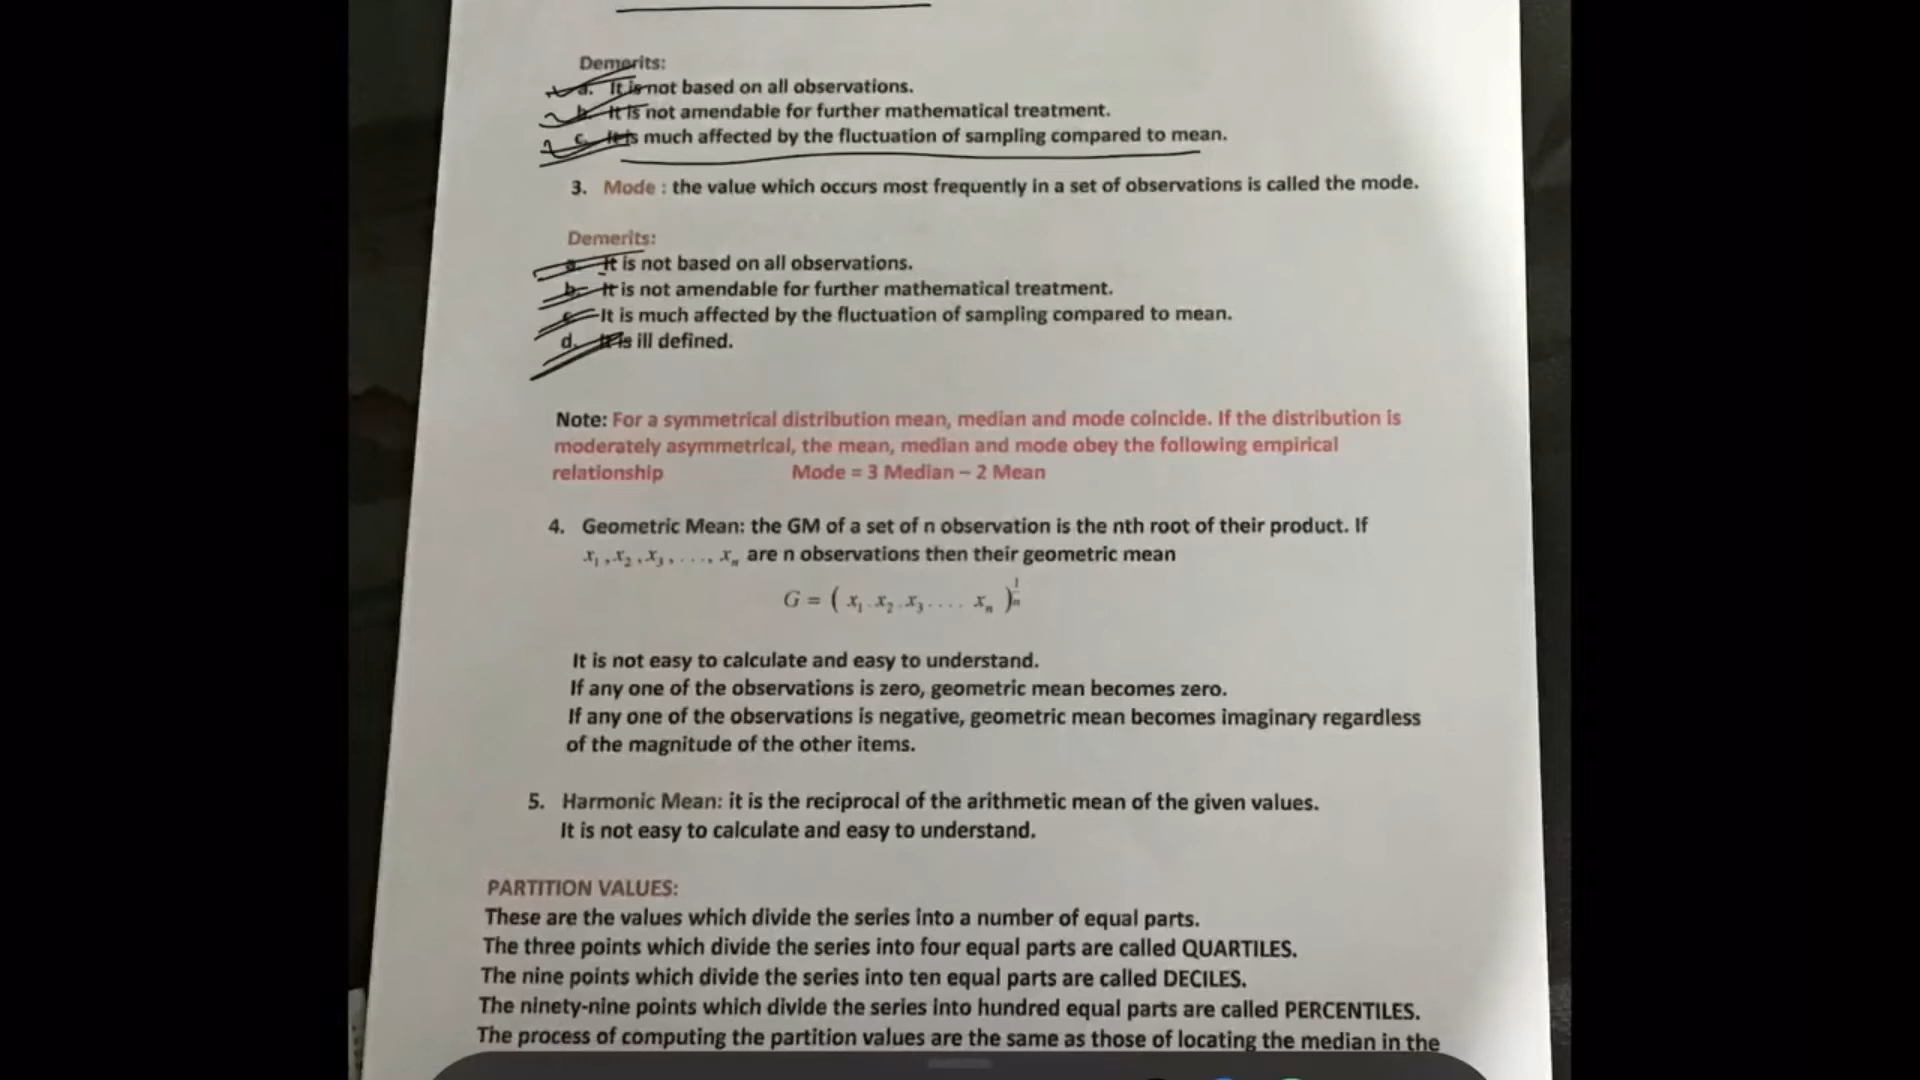 Demerits:
a. It is not based on all observations.
b. It is not amendable for further mathematical treatment.
c. It is much affected by the fluctuation of sampling compared to mean.
3. Mode : the value which occurs most frequently in a set of observations is called the mode.
Demerits:
a. It is not based on all observations.
b. It is not amendable for further mathematical treatment.
c. It is much affected by the fluctuation of sampling compared to mean.
d. It is ill defined.
Note: For a symmetrical distribution mean, median and mode coincide. If the distribution is
moderately asymmetrical, the mean, median and mode obey the following empirical
relationship Mode = 3 Median – 2 Mean
4. Geometric Mean: the GM of a set of n observation is the nth root of their product. If
x₁ , x₂ , x₃ , . . . , xₙ are n observations then their geometric mean
G = ( x₁ . x₂ . x₃ . . . . xₙ )^(1/n)
It is not easy to calculate and easy to understand.
If any one of the observations is zero, geometric mean becomes zero.
If any one of the observations is negative, geometric mean becomes imaginary regardless
of the magnitude of the other items.
5. Harmonic Mean: it is the reciprocal of the arithmetic mean of the given values.
It is not easy to calculate and easy to understand.
PARTITION VALUES:
These are the values which divide the series into a number of equal parts.
The three points which divide the series into four equal parts are called QUARTILES.
The nine points which divide the series into ten equal parts are called DECILES.
The ninety-nine points which divide the series into hundred equal parts are called PERCENTILES.
The process of computing the partition values are the same as those of locating the median in the